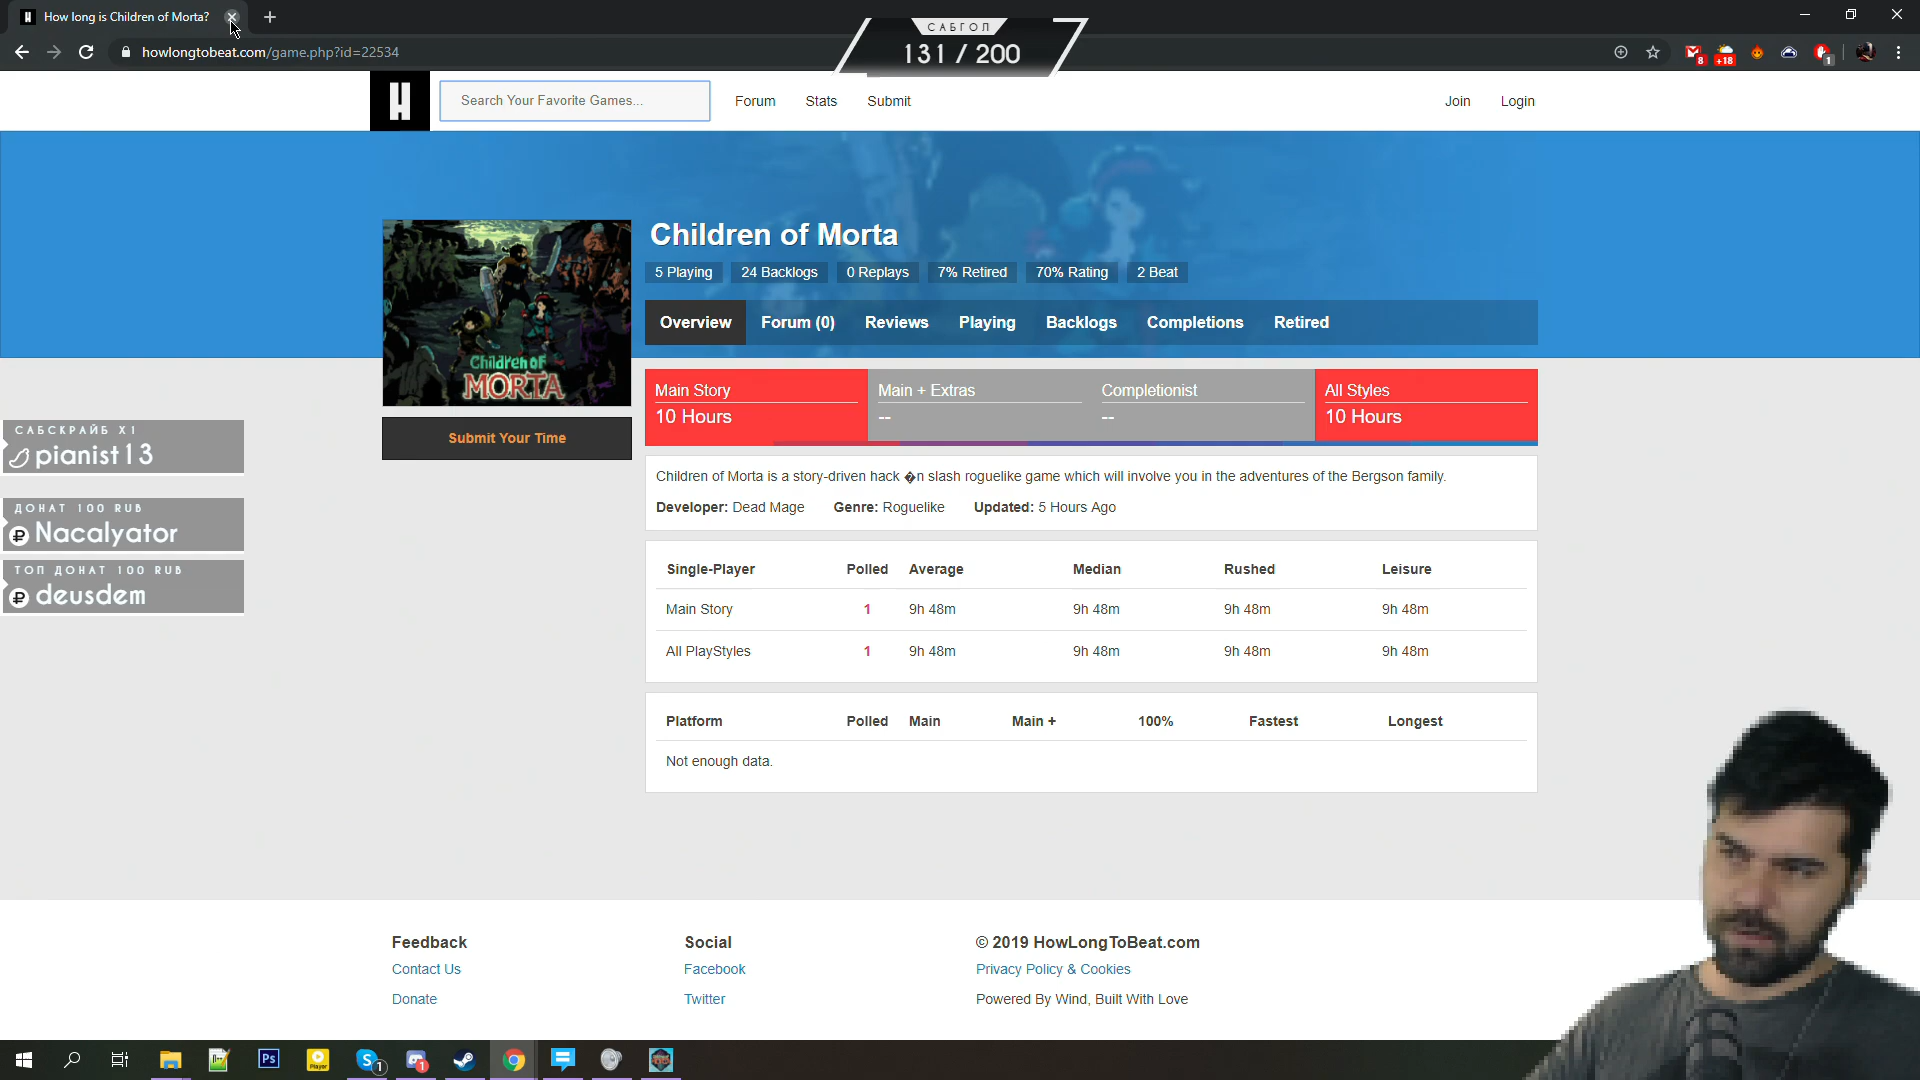 How long is Children of Morta?
howlongtobeat.com/game.php?id=22534
САБГОЛ
131 / 200
8
+18
1
H
Search Your Favorite Games...
Forum
Stats
Submit
Join
Login
Children of Morta
5 Playing
24 Backlogs
0 Replays
7% Retired
70% Rating
2 Beat
Overview
Forum (0)
Reviews
Playing
Backlogs
Completions
Retired
Children of
MORTA
Submit Your Time
Main Story
10 Hours
Main + Extras
--
Completionist
--
All Styles
10 Hours
САБСКРАЙБ X1
pianist13
ДОНАТ 100 RUB
Nacalyator
ТОП ДОНАТ 100 RUB
deusdem
Children of Morta is a story-driven hack �n slash roguelike game which will involve you in the adventures of the Bergson family.
Developer: Dead Mage Genre: Roguelike Updated: 5 Hours Ago
Single-Player Polled Average Median Rushed Leisure
Main Story 1 9h 48m 9h 48m 9h 48m 9h 48m
All PlayStyles 1 9h 48m 9h 48m 9h 48m 9h 48m
Platform Polled Main Main + 100% Fastest Longest
Not enough data.
Feedback
Contact Us
Donate
Social
Facebook
Twitter
© 2019 HowLongToBeat.com
Privacy Policy & Cookies
Powered By Wind, Built With Love
Ps
Player
S
1
1